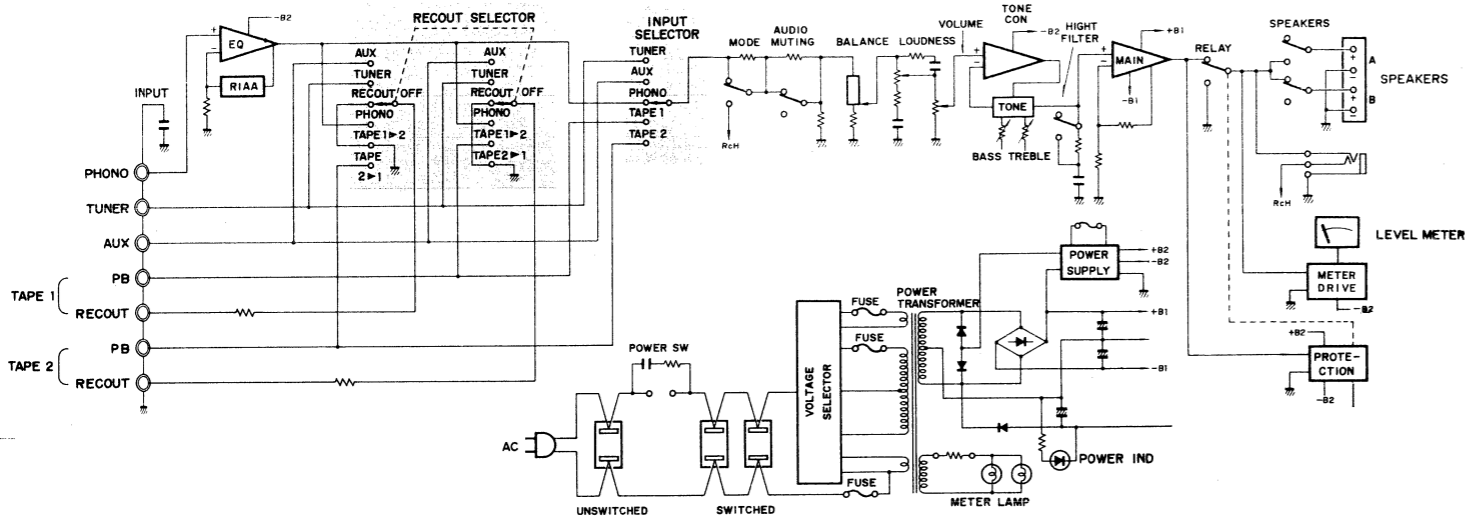 RECOUT SELECTOR
-B2
EQ
RIAA
INPUT
AUX
TUNER
RECOUT/OFF
PHONO
TAPE1▶2
TAPE
2▶1
AUX
TUNER
RECOUT/OFF
PHONO
TAPE1▶2
TAPE2▶1
INPUT
SELECTOR
TUNER
AUX
PHONO
TAPE 1
TAPE 2
MODE
AUDIO
MUTING
RcH
BALANCE
LOUDNESS
VOLUME
TONE
CON
-B2
HIGHT
FILTER
TONE
BASS TREBLE
+B1
MAIN
-B1
RELAY
SPEAKERS
+
A
-
+
B
-
SPEAKERS
RcH
LEVEL METER
METER
DRIVE
-B2
+B2
PROTE-
CTION
-B2
PHONO
TUNER
AUX
TAPE 1
PB
RECOUT
TAPE 2
PB
RECOUT
POWER SW
AC
UNSWITCHED
SWITCHED
VOLTAGE
SELECTOR
FUSE
FUSE
FUSE
POWER
TRANSFORMER
POWER
SUPPLY
+B2
-B2
+B1
-B1
POWER IND
METER LAMP